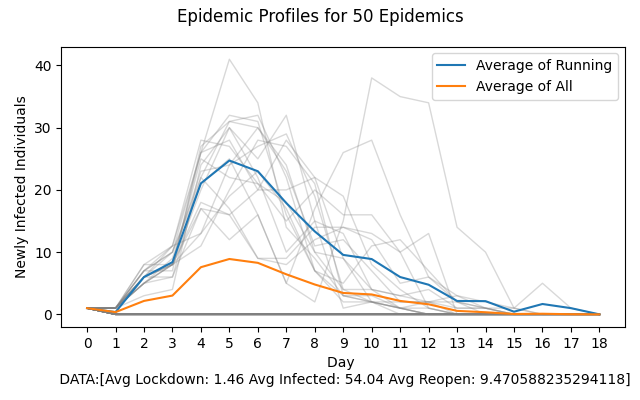 Epidemic Profiles for 50 Epidemics
Average of Running
Average of All
Newly Infected Individuals
40
30
20
10
0
0 1 2 3 4 5 6 7 8 9 10 11 12 13 14 15 16 17 18
Day
DATA:[Avg Lockdown: 1.46 Avg Infected: 54.04 Avg Reopen: 9.470588235294118]